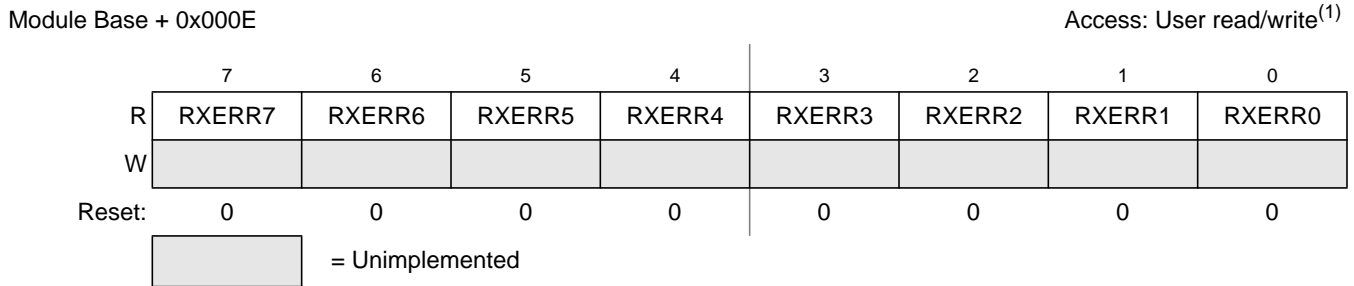 Module Base + 0x000E Access: User read/write(1)
7 6 5 4 3 2 1 0
R RXERR7 RXERR6 RXERR5 RXERR4 RXERR3 RXERR2 RXERR1 RXERR0
W
Reset: 0 0 0 0 0 0 0 0
= Unimplemented